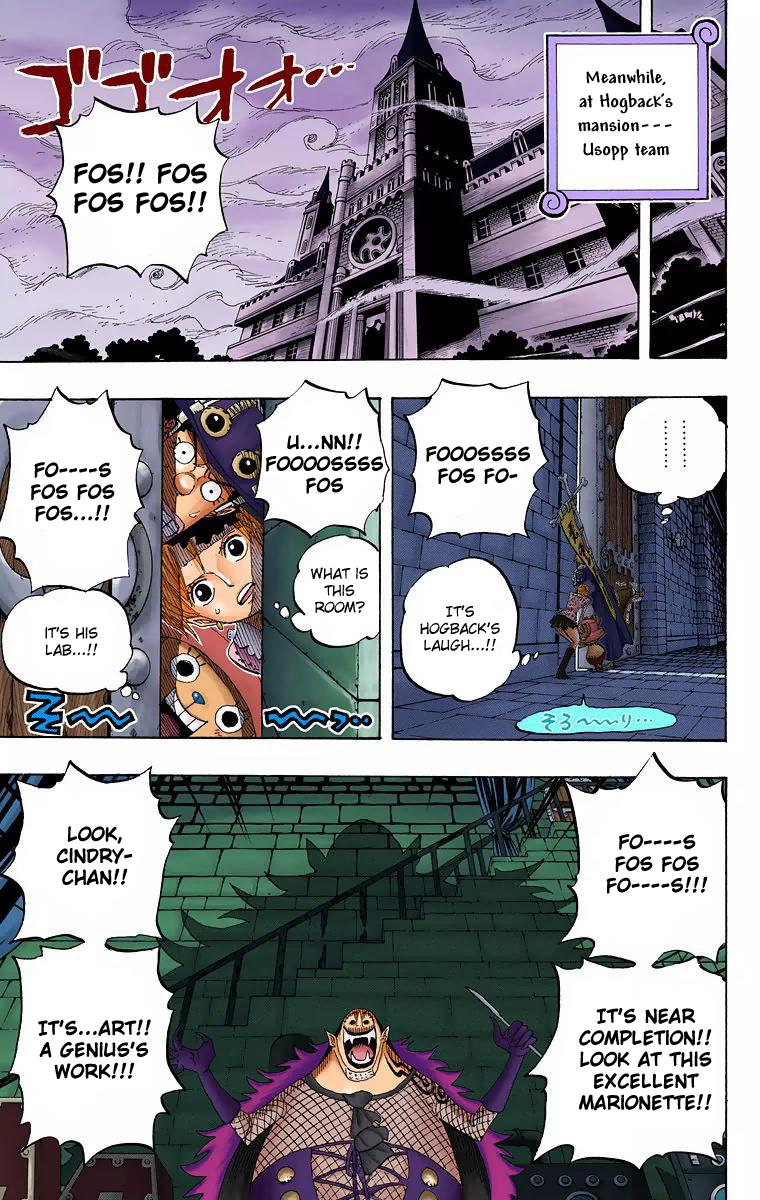 Meanwhile,
at Hogback's
mansion---
Usopp team
ゴゴオオ…
FOS!! FOS
FOS FOS!!
.........
FOOOSSSS
FOS FO-
IT'S
HOGBACK'S
LAUGH...!!
そろ〜〜り…
U...NN!!
FOOOOSSSS
FOS
WHAT IS
THIS
ROOM?
FO----S
FOS FOS
FOS...!!
IT'S HIS
LAB...!!
FO----S
FOS FOS
FO----S!!!
IT'S NEAR
COMPLETION!!
LOOK AT THIS
EXCELLENT
MARIONETTE!!
LOOK,
CINDRY-
CHAN!!
IT'S...ART!!
A GENIUS'S
WORK!!!